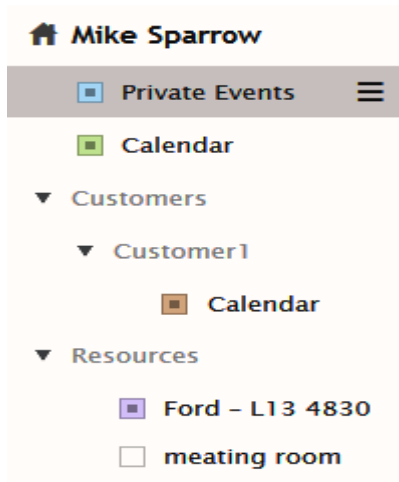 Mike Sparrow
Private Events
Calendar
Customers
Customer1
Calendar
Resources
Ford – L13 4830
meating room